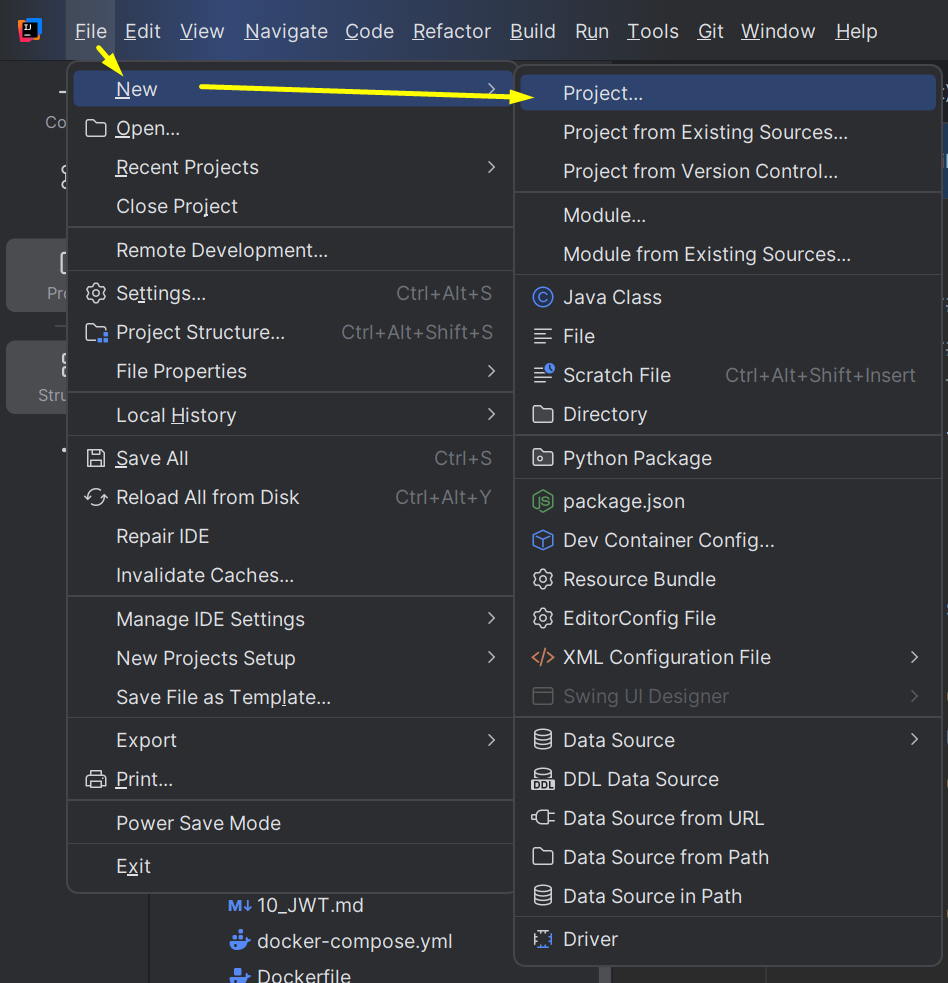 IJ
File Edit View Navigate Code Refactor Build Run Tools Git Window Help
Co
Pro
Stru
New
Open...
Recent Projects
Close Project
Remote Development...
Settings... Ctrl+Alt+S
Project Structure... Ctrl+Alt+Shift+S
File Properties
Local History
Save All Ctrl+S
Reload All from Disk Ctrl+Alt+Y
Repair IDE
Invalidate Caches...
Manage IDE Settings
New Projects Setup
Save File as Template...
Export
Print...
Power Save Mode
Exit
Project...
Project from Existing Sources...
Project from Version Control...
Module...
Module from Existing Sources...
C Java Class
File
Scratch File Ctrl+Alt+Shift+Insert
Directory
Python Package
JS package.json
Dev Container Config...
Resource Bundle
EditorConfig File
</> XML Configuration File
Swing UI Designer
Data Source
DDL DDL Data Source
Data Source from URL
Data Source from Path
Data Source in Path
Driver
M↓ 10_JWT.md
docker-compose.yml
Dockerfile